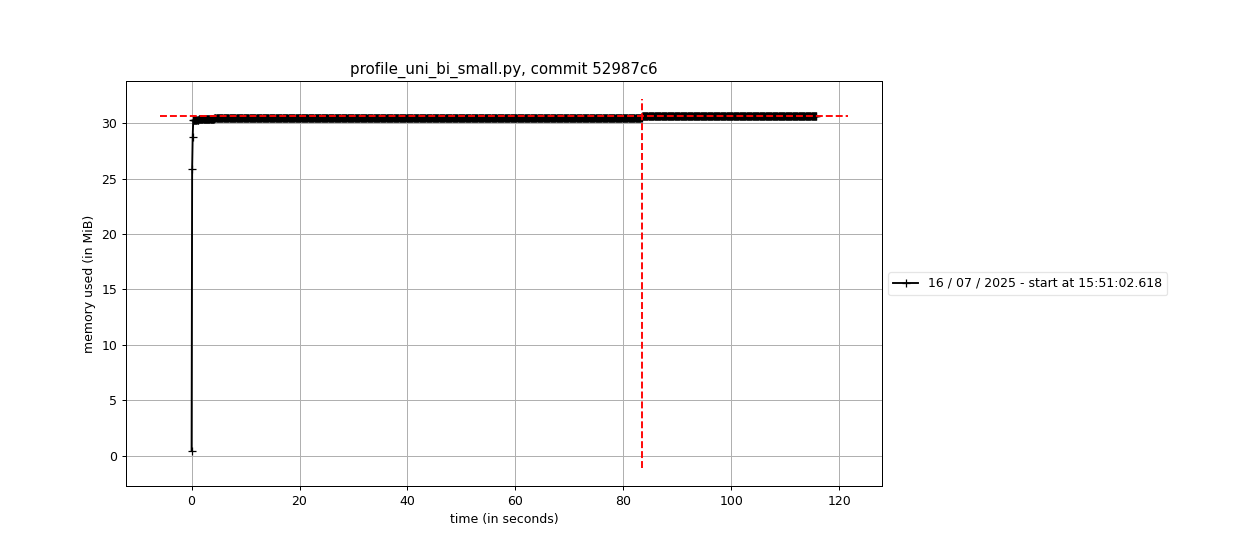 profile_uni_bi_small.py, commit 52987c6
memory used (in MiB)
30
25
20
15
10
5
0
0 20 40 60 80 100 120
time (in seconds)
16 / 07 / 2025 - start at 15:51:02.618